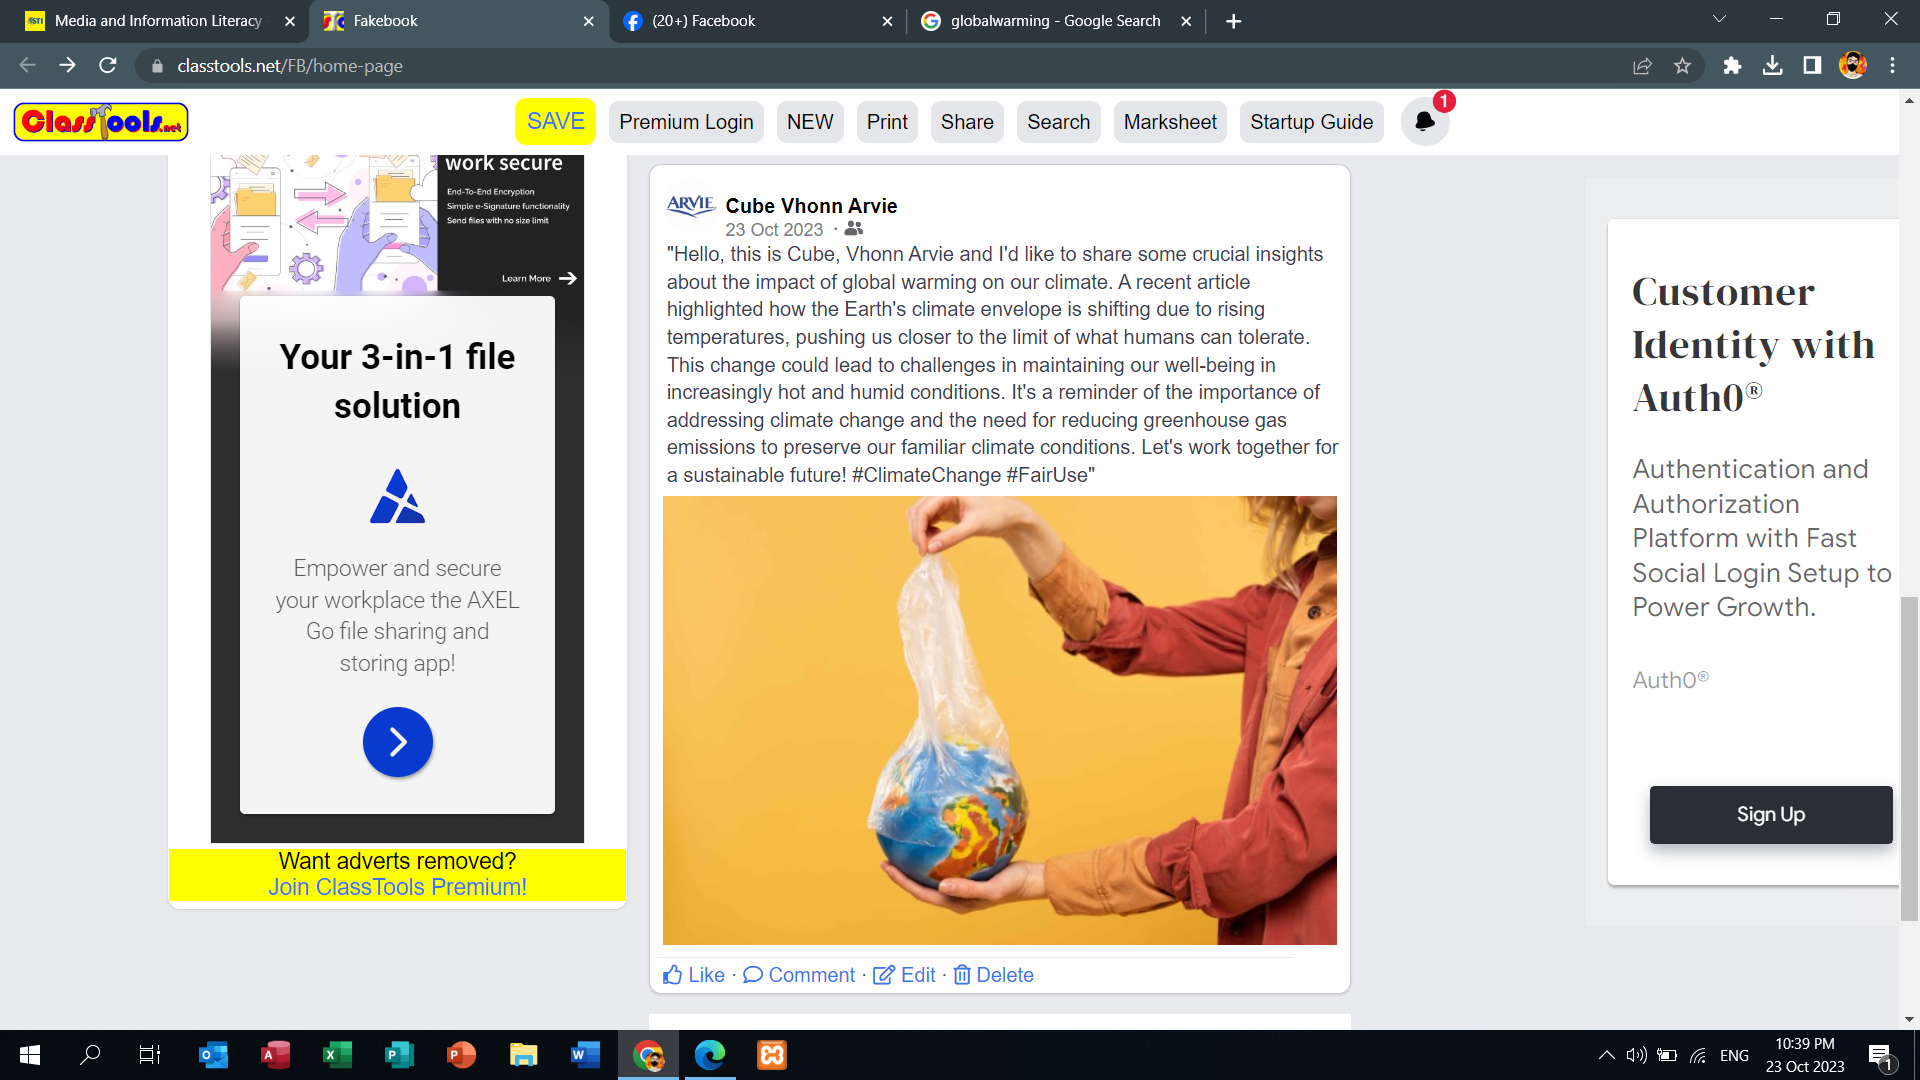 Media and Information Literacy
Fakebook
(20+) Facebook
globalwarming - Google Search
classtools.net/FB/home-page
ClassTools.net
SAVE
Premium Login
NEW
Print
Share
Search
Marksheet
Startup Guide
1
work secure
End-To-End Encryption
Simple e-Signature functionality
Send files with no size limit
Learn More
Your 3-in-1 file
solution
Empower and secure
your workplace the AXEL
Go file sharing and
storing app!
Want adverts removed?
Join ClassTools Premium!
ARVIE
Cube Vhonn Arvie
23 Oct 2023 ·
"Hello, this is Cube, Vhonn Arvie and I'd like to share some crucial insights
about the impact of global warming on our climate. A recent article
highlighted how the Earth's climate envelope is shifting due to rising
temperatures, pushing us closer to the limit of what humans can tolerate.
This change could lead to challenges in maintaining our well-being in
increasingly hot and humid conditions. It's a reminder of the importance of
addressing climate change and the need for reducing greenhouse gas
emissions to preserve our familiar climate conditions. Let's work together for
a sustainable future! #ClimateChange #FairUse"
Like · Comment · Edit · Delete
Customer
Identity with
Auth0®
Authentication and
Authorization
Platform with Fast
Social Login Setup to
Power Growth.
Auth0®
Sign Up
ENG
10:39 PM
23 Oct 2023
1